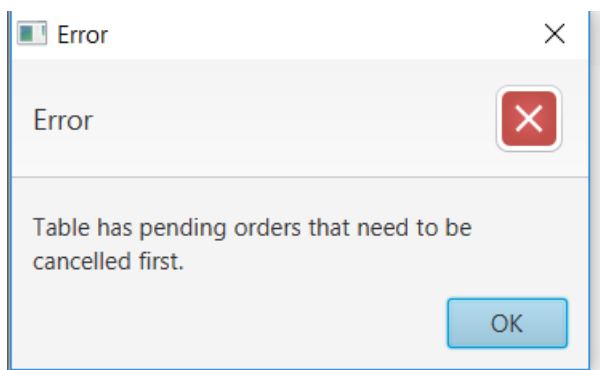 Error
Error
Table has pending orders that need to be
cancelled first.
OK